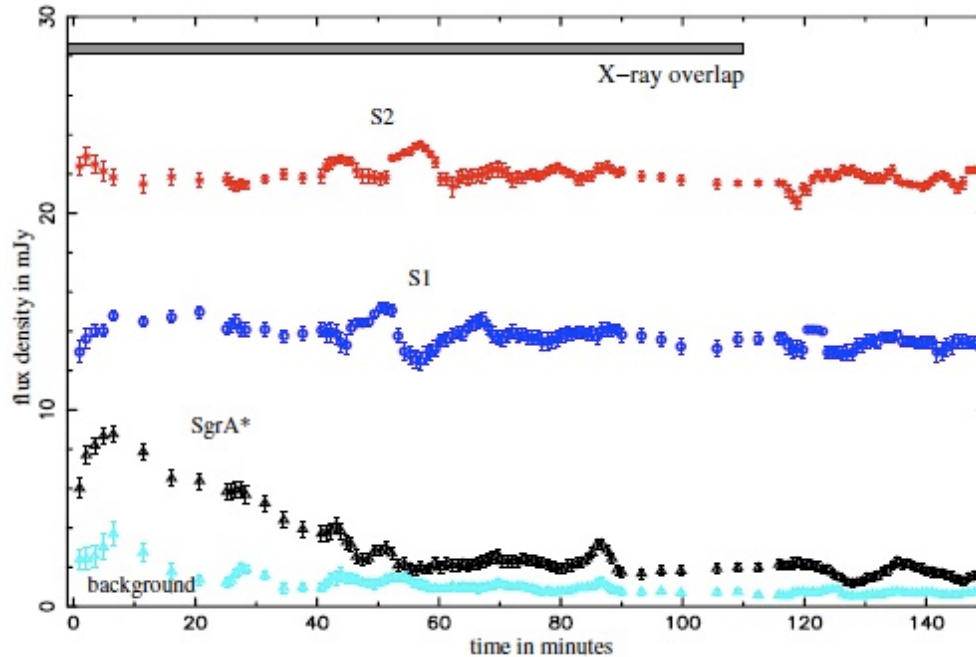 30
X-ray overlap
S2
20
flux density in mJy
S1
10
SgrA*
background
0
0 20 40 60 80 100 120 140
time in minutes